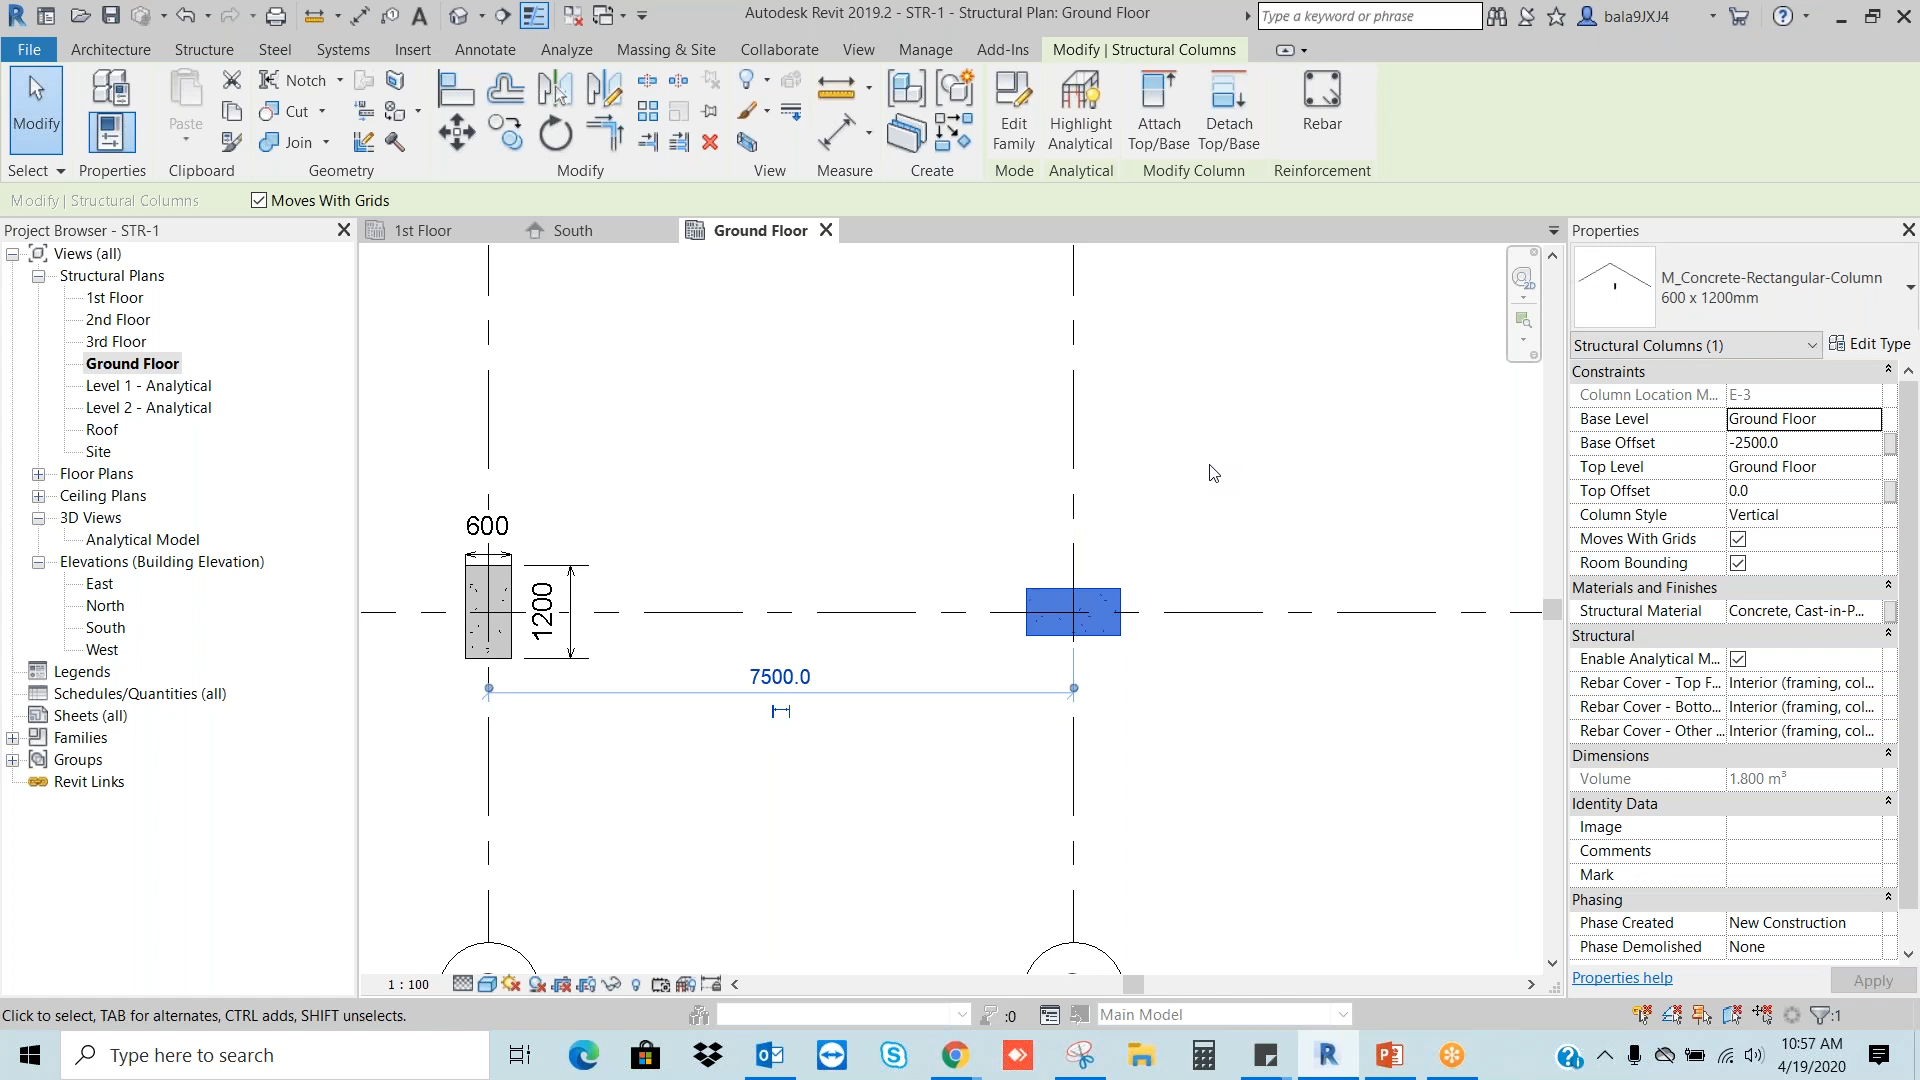 Autodesk Revit 2019.2 - STR-1 - Structural Plan: Ground Floor
Type a keyword or phrase
bala9JXJ4
File
Architecture
Structure
Steel
Systems
Insert
Annotate
Analyze
Massing & Site
Collaborate
View
Manage
Add-Ins
Modify | Structural Columns
Modify
Paste
Notch
Cut
Join
Edit
Family
Highlight
Analytical
Attach
Top/Base
Detach
Top/Base
Rebar
Select
Properties
Clipboard
Geometry
Modify
View
Measure
Create
Mode
Analytical
Modify Column
Reinforcement
Modify | Structural Columns
Moves With Grids
Project Browser - STR-1
Views (all)
Structural Plans
1st Floor
2nd Floor
3rd Floor
Ground Floor
Level 1 - Analytical
Level 2 - Analytical
Roof
Site
Floor Plans
Ceiling Plans
3D Views
Analytical Model
Elevations (Building Elevation)
East
North
South
West
Legends
Schedules/Quantities (all)
Sheets (all)
Families
Groups
Revit Links
1st Floor
South
Ground Floor
2D
600
1200
7500.0
1 : 100
Properties
M_Concrete-Rectangular-Column
600 x 1200mm
Structural Columns (1)
Edit Type
Constraints
Column Location M... E-3
Base Level Ground Floor
Base Offset -2500.0
Top Level Ground Floor
Top Offset 0.0
Column Style Vertical
Moves With Grids
Room Bounding
Materials and Finishes
Structural Material Concrete, Cast-in-P...
Structural
Enable Analytical M...
Rebar Cover - Top F... Interior (framing, col...
Rebar Cover - Botto... Interior (framing, col...
Rebar Cover - Other ... Interior (framing, col...
Dimensions
Volume 1.800 m³
Identity Data
Image
Comments
Mark
Phasing
Phase Created New Construction
Phase Demolished None
Properties help
Apply
Click to select, TAB for alternates, CTRL adds, SHIFT unselects.
:0
Main Model
:1
Type here to search
10:57 AM
4/19/2020